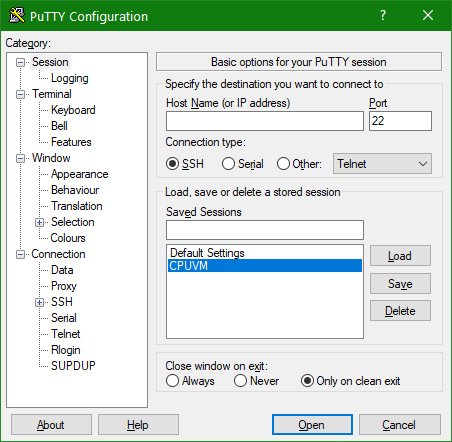 PuTTY Configuration
?
Category:
Session
Logging
Terminal
Keyboard
Bell
Features
Window
Appearance
Behaviour
Translation
Selection
Colours
Connection
Data
Proxy
SSH
Serial
Telnet
Rlogin
SUPDUP
Basic options for your PuTTY session
Specify the destination you want to connect to
Host Name (or IP address) Port
22
Connection type:
SSH Serial Other: Telnet
Load, save or delete a stored session
Saved Sessions
Default Settings
CPUVM
Load
Save
Delete
Close window on exit:
Always Never Only on clean exit
About Help Open Cancel